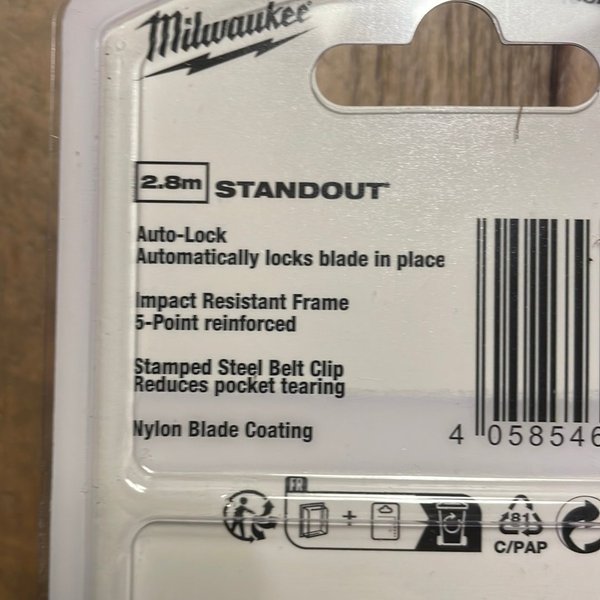 Milwaukee
2.8m STANDOUT
Auto-Lock
Automatically locks blade in place
Impact Resistant Frame
5-Point reinforced
Stamped Steel Belt Clip
Reduces pocket tearing
Nylon Blade Coating
4 058546
FR
+
81
C/PAP